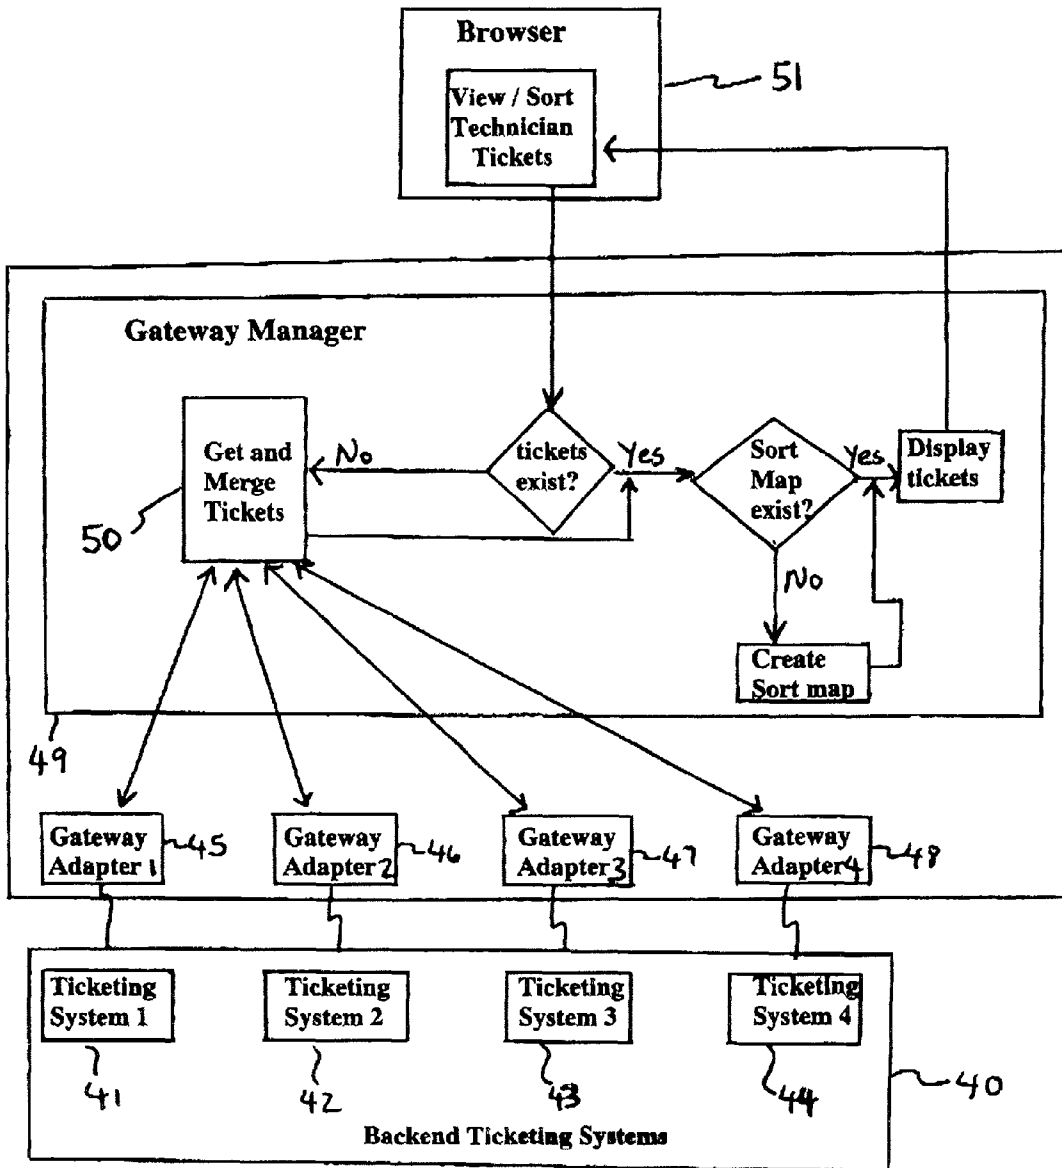 Browser
51
View / Sort
Technician
Tickets
Gateway Manager
Get and
Merge
Tickets
50
No
tickets
exist?
Yes
Sort
Map
exist?
Yes
Display
tickets
No
Create
Sort map
49
Gateway
Adapter 1
45
Gateway
Adapter 2
46
Gateway
Adapter 3
47
Gateway
Adapter 4
48
Ticketing
System 1
41
Ticketing
System 2
42
Ticketing
System 3
43
Ticketing
System 4
44
40
Backend Ticketing Systems